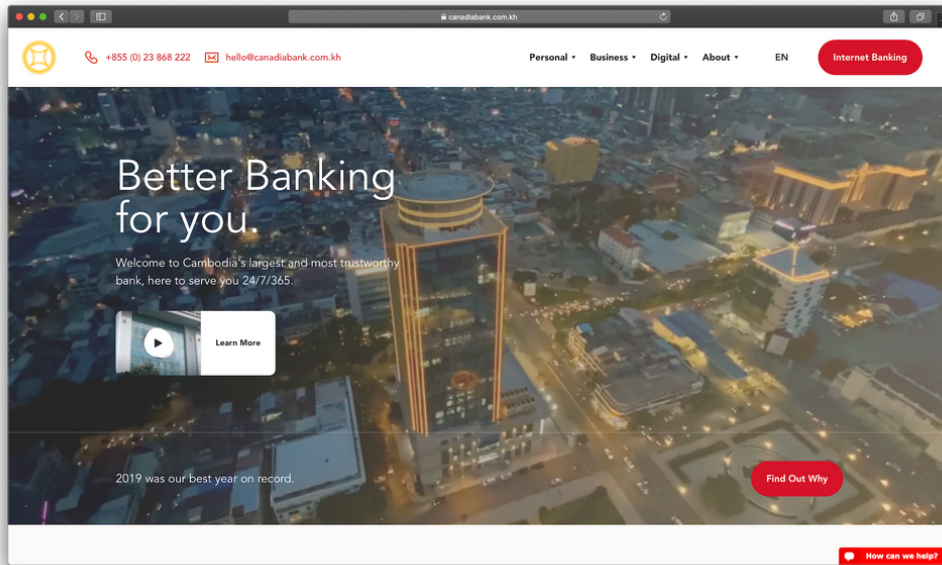 canadiabank.com.kh
+855 (0) 23 868 222
hello@canadiabank.com.kh
Personal
Business
Digital
About
EN
Internet Banking
Better Banking
for you.
Welcome to Cambodia's largest and most trustworthy
bank, here to serve you 24/7/365.
Learn More
2019 was our best year on record.
Find Out Why
How can we help?